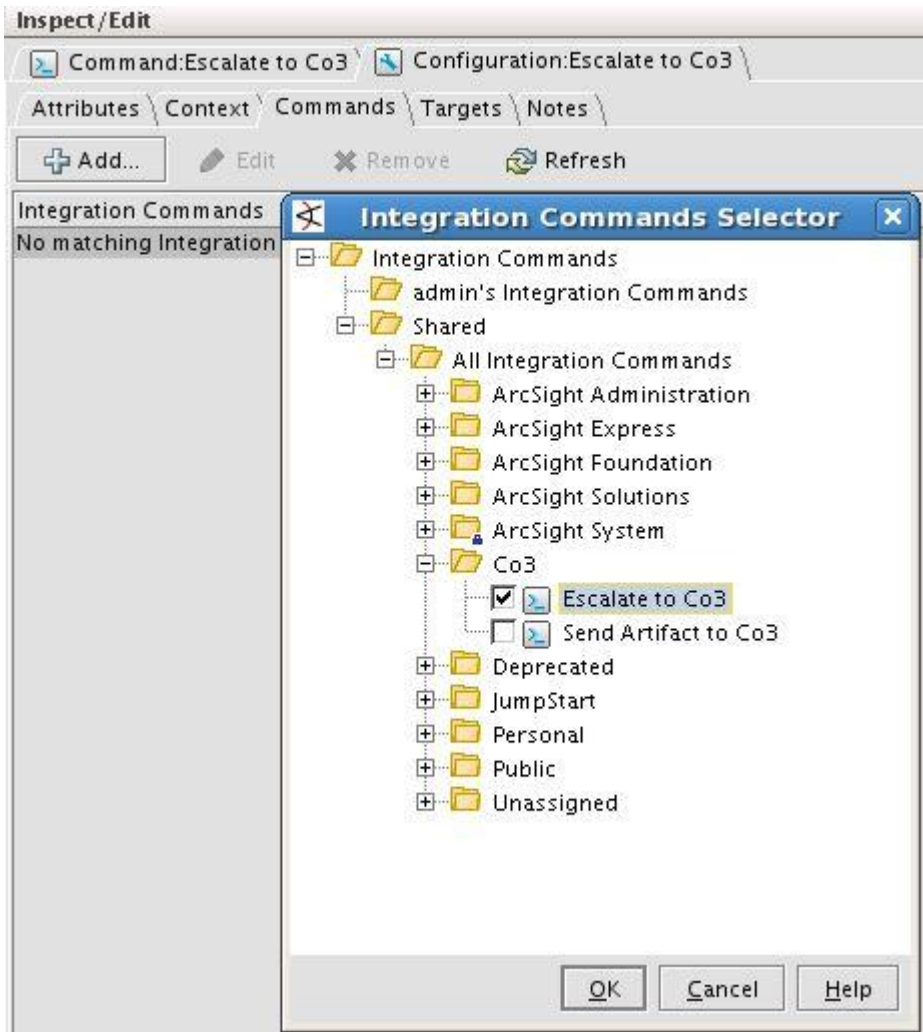 Inspect/Edit
Command:Escalate to Co3 Configuration:Escalate to Co3
Attributes Context Commands Targets Notes
Add... Edit Remove Refresh
Integration Commands
No matching Integration
Integration Commands Selector
Integration Commands
admin's Integration Commands
Shared
All Integration Commands
ArcSight Administration
ArcSight Express
ArcSight Foundation
ArcSight Solutions
ArcSight System
Co3
Escalate to Co3
Send Artifact to Co3
Deprecated
JumpStart
Personal
Public
Unassigned
OK Cancel Help